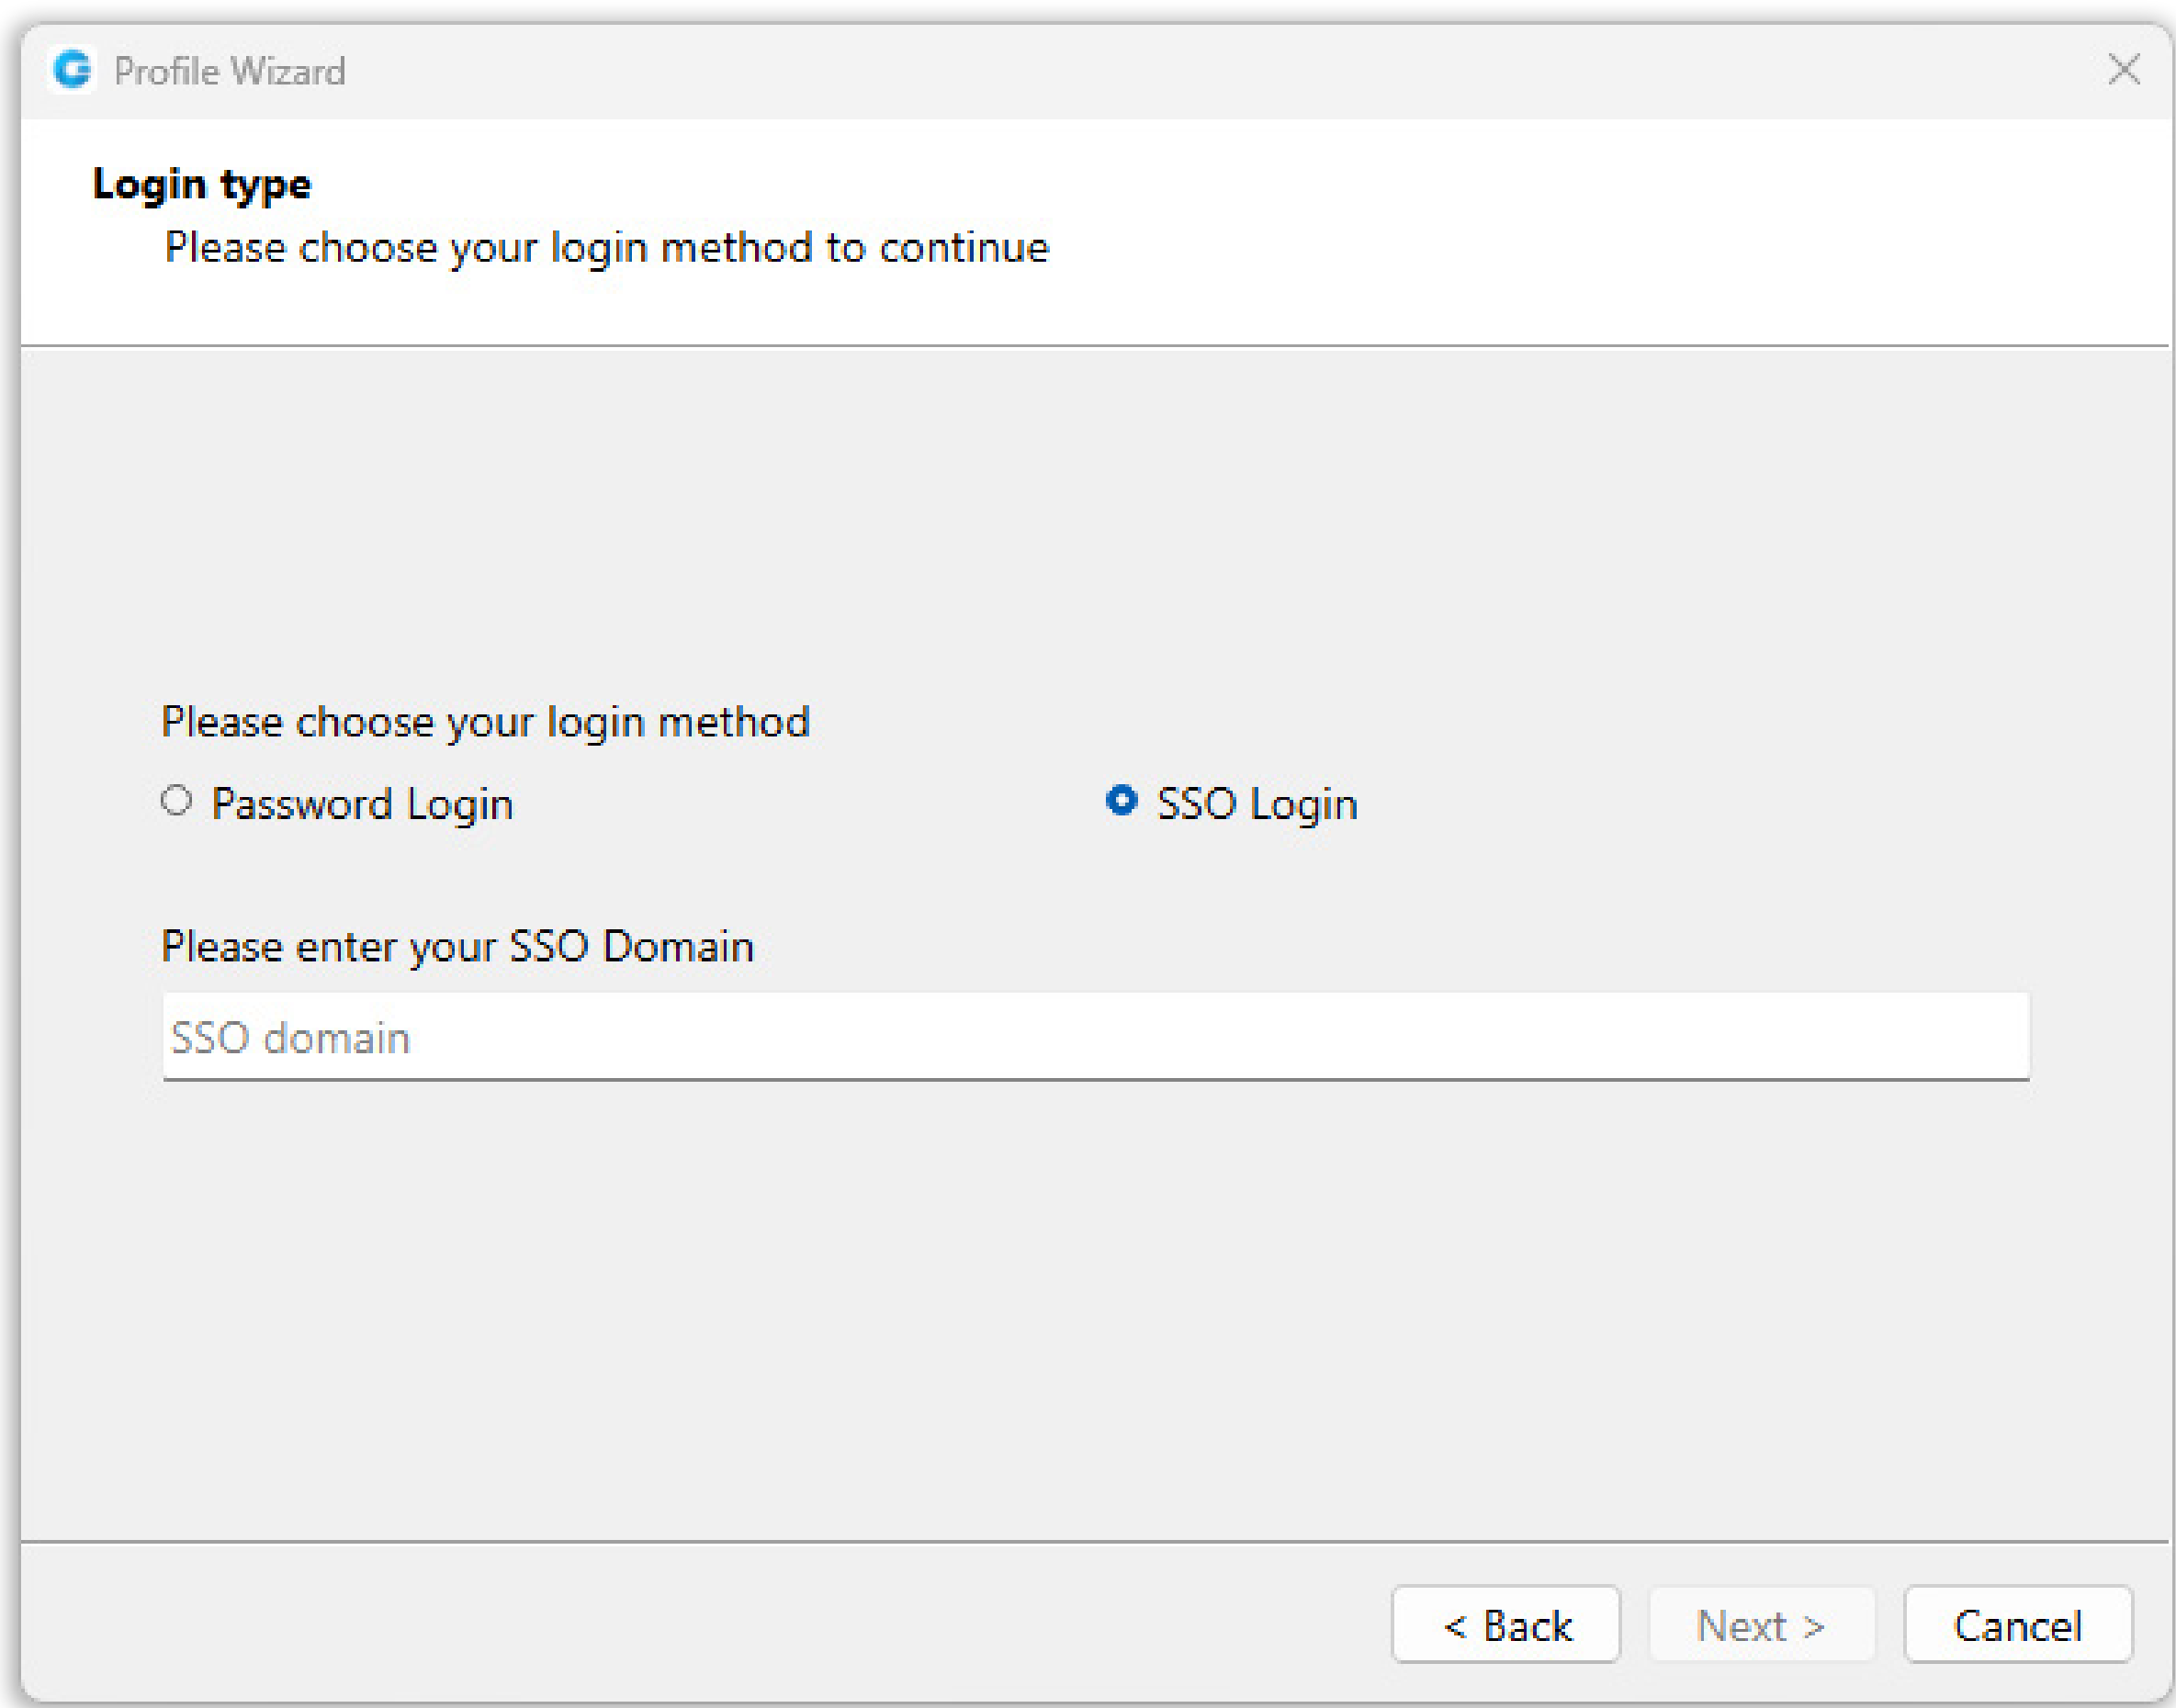 Profile Wizard
Login type
Please choose your login method to continue
Please choose your login method
Password Login
SSO Login
Please enter your SSO Domain
SSO domain
< Back
Next >
Cancel